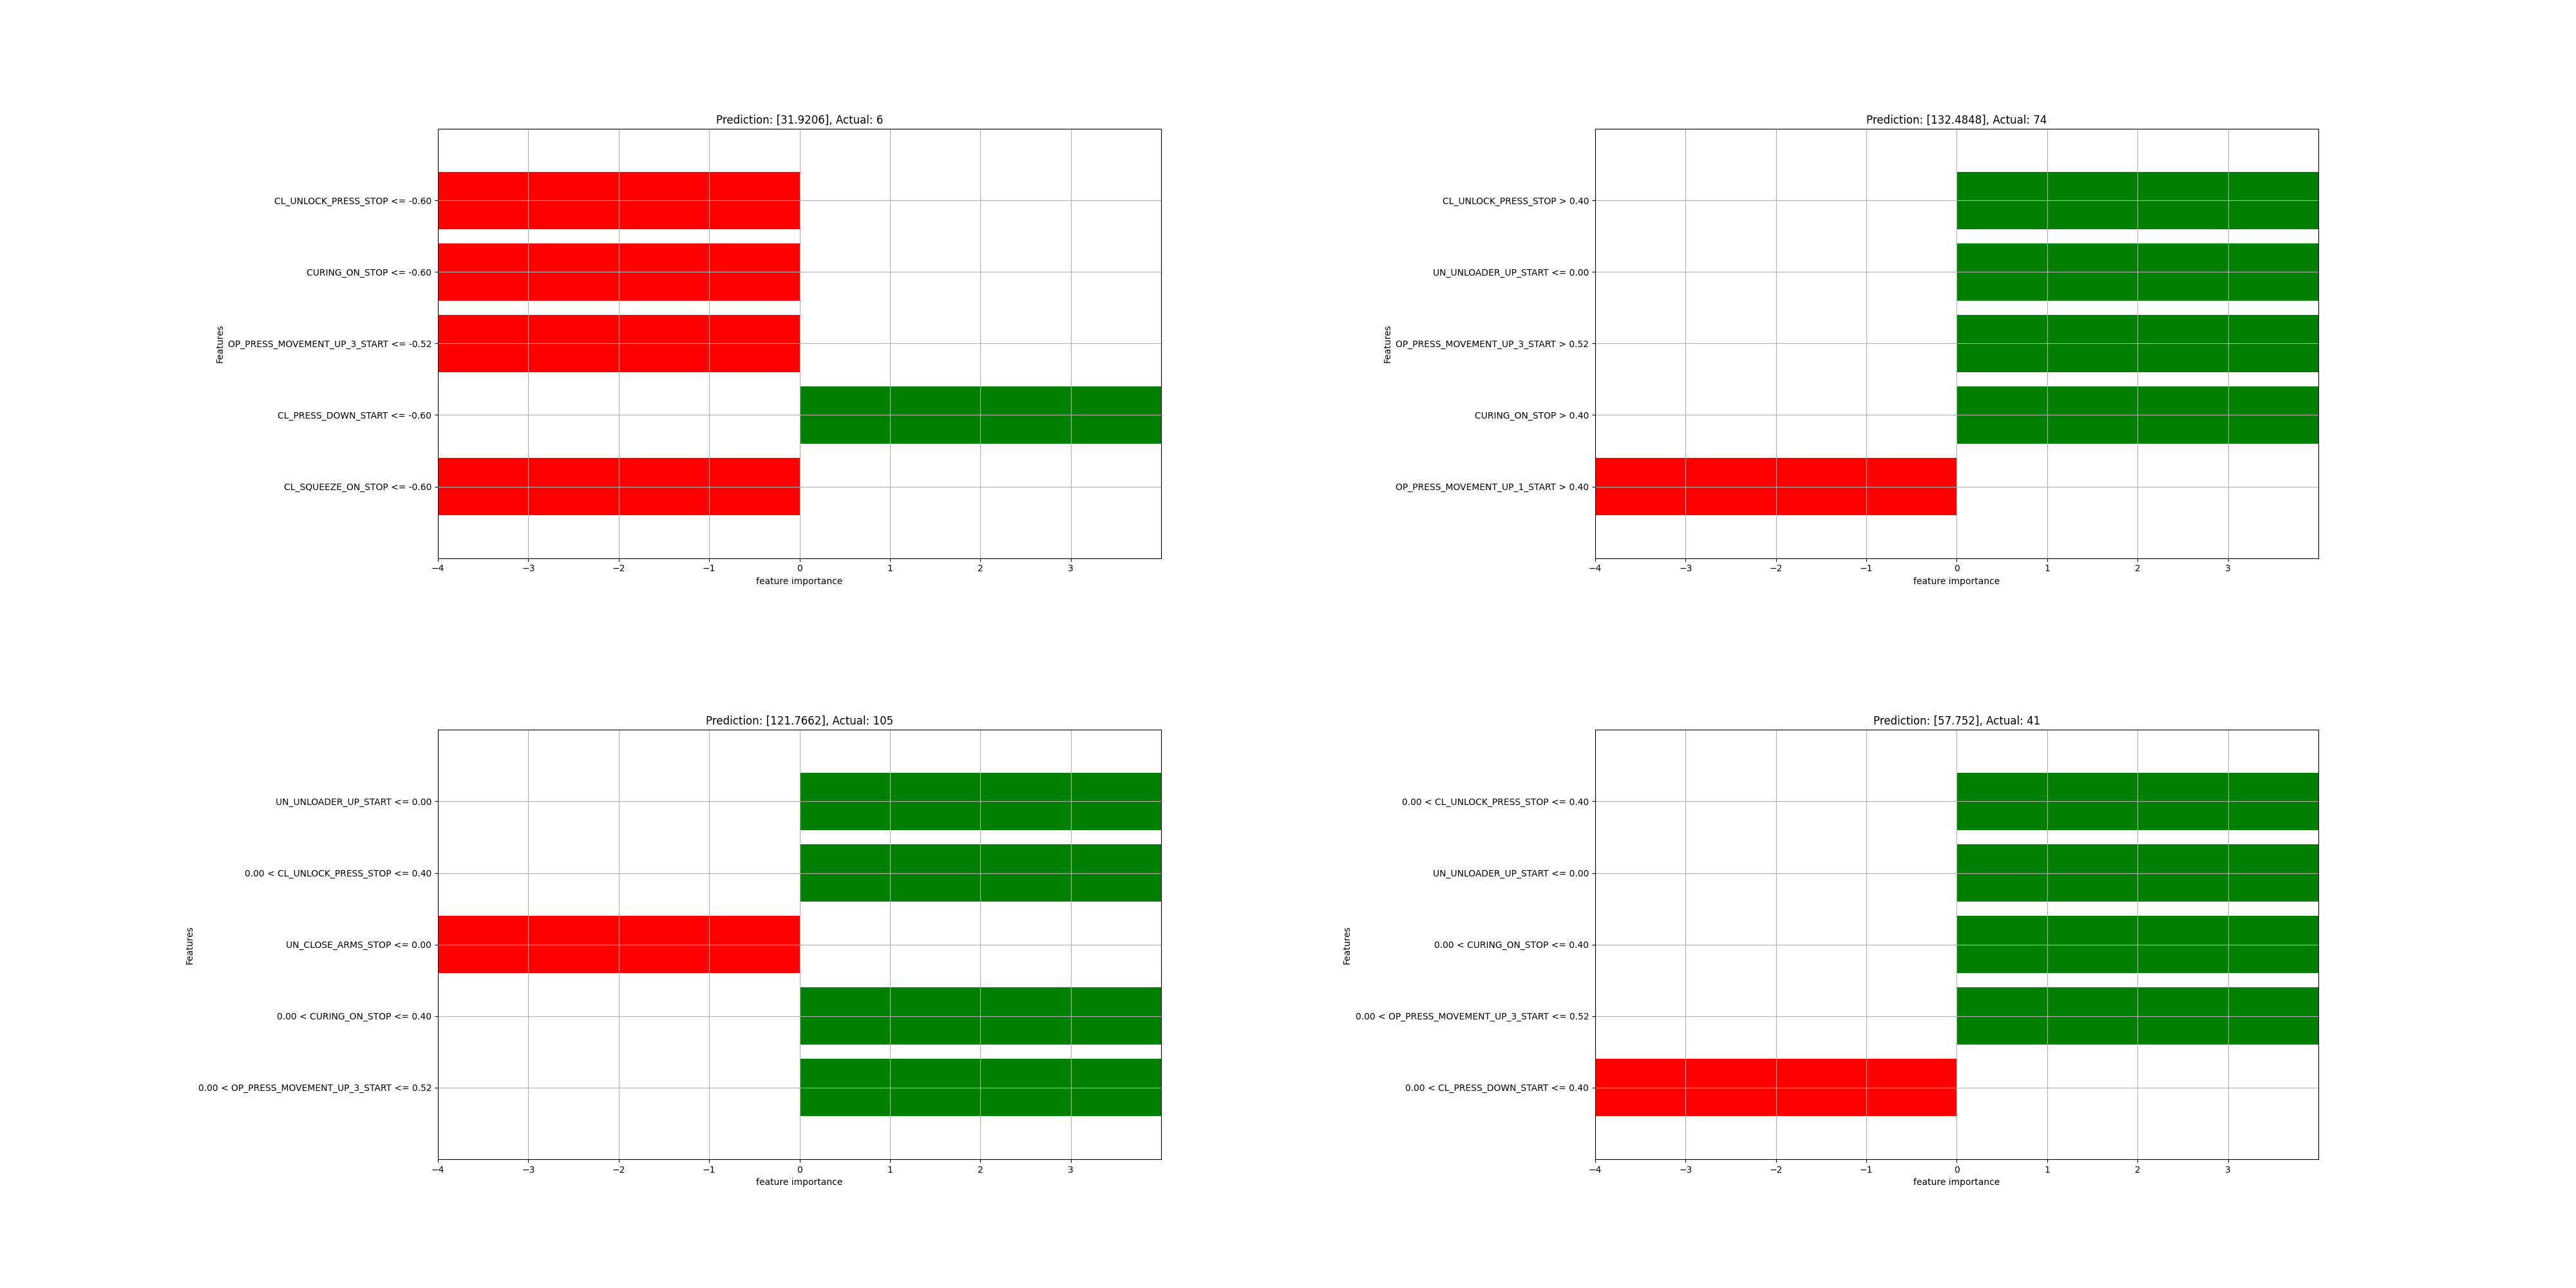 Prediction: [31.9206], Actual: 6
CL_UNLOCK_PRESS_STOP <= -0.60
CURING_ON_STOP <= -0.60
OP_PRESS_MOVEMENT_UP_3_START <= -0.52
CL_PRESS_DOWN_START <= -0.60
CL_SQUEEZE_ON_STOP <= -0.60
Features
−4 −3 −2 −1 0 1 2 3
feature importance
Prediction: [132.4848], Actual: 74
CL_UNLOCK_PRESS_STOP > 0.40
UN_UNLOADER_UP_START <= 0.00
OP_PRESS_MOVEMENT_UP_3_START > 0.52
CURING_ON_STOP > 0.40
OP_PRESS_MOVEMENT_UP_1_START > 0.40
Features
−4 −3 −2 −1 0 1 2 3
feature importance
Prediction: [121.7662], Actual: 105
UN_UNLOADER_UP_START <= 0.00
0.00 < CL_UNLOCK_PRESS_STOP <= 0.40
UN_CLOSE_ARMS_STOP <= 0.00
0.00 < CURING_ON_STOP <= 0.40
0.00 < OP_PRESS_MOVEMENT_UP_3_START <= 0.52
Features
−4 −3 −2 −1 0 1 2 3
feature importance
Prediction: [57.752], Actual: 41
0.00 < CL_UNLOCK_PRESS_STOP <= 0.40
UN_UNLOADER_UP_START <= 0.00
0.00 < CURING_ON_STOP <= 0.40
0.00 < OP_PRESS_MOVEMENT_UP_3_START <= 0.52
0.00 < CL_PRESS_DOWN_START <= 0.40
Features
−4 −3 −2 −1 0 1 2 3
feature importance